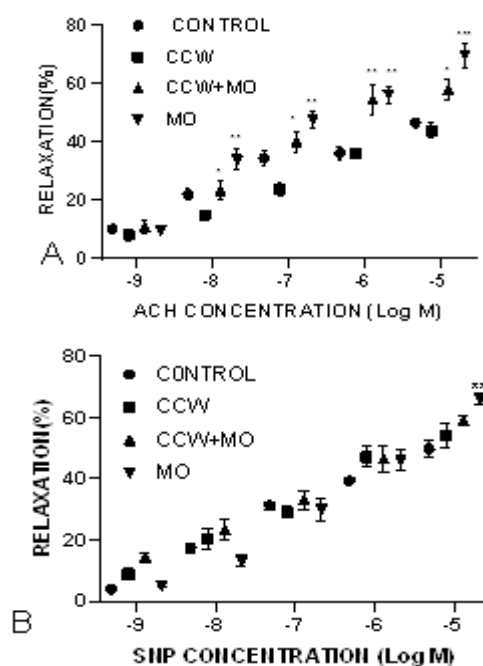 CONTROL
CCW
CCW+MO
MO
RELAXATION(%)
80
60
40
20
0
* ** * ** ** ** * ***
-9 -8 -7 -6 -5
A
ACH CONCENTRATION (Log M)
C0NTROL
CCW
CCW+MO
MO
RELAXATION(%)
80
60
40
20
0
-9 -8 -7 -6 -5
B
SNP CONCENTRATION (Log M)